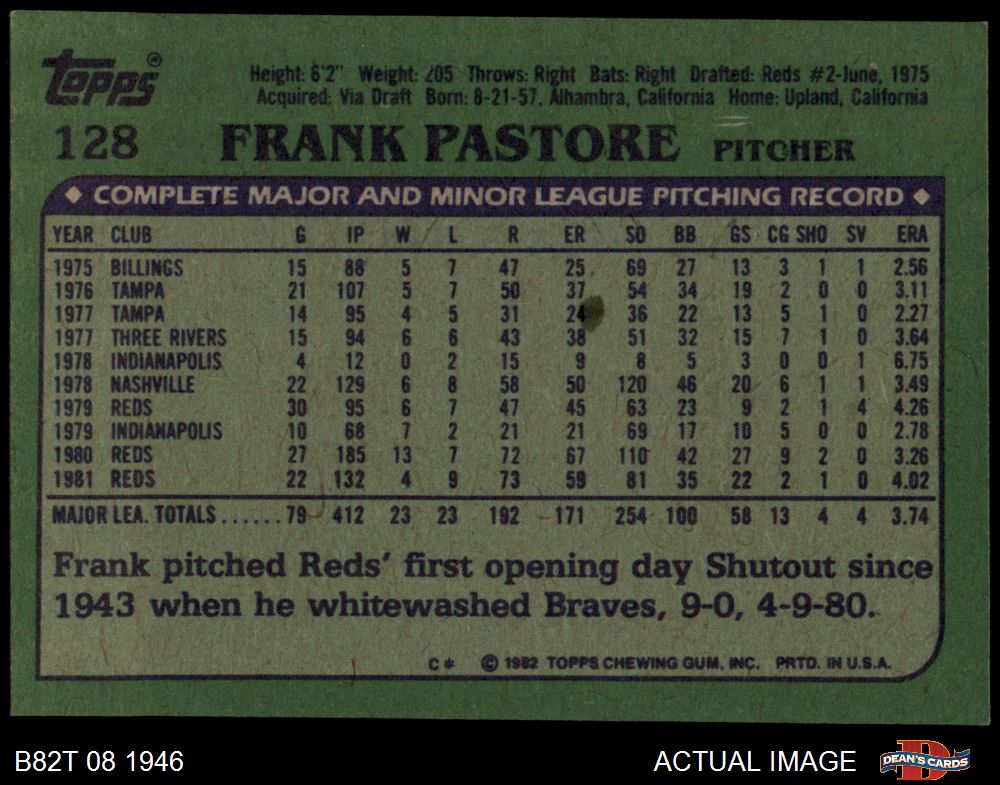 Topps®
Height: 6'2" Weight: 205 Throws: Right Bats: Right Drafted: Reds #2-June, 1975
Acquired: Via Draft Born: 8-21-57, Alhambra, California Home: Upland, California
128 FRANK PASTORE PITCHER
◆ COMPLETE MAJOR AND MINOR LEAGUE PITCHING RECORD ◆
YEAR CLUB G IP W L R ER SO BB GS CG SHO SV ERA
1975 BILLINGS 15 88 5 7 47 25 69 27 13 3 1 1 2.56
1976 TAMPA 21 107 5 7 50 37 54 34 19 2 0 0 3.11
1977 TAMPA 14 95 4 5 31 24 36 22 13 5 1 0 2.27
1977 THREE RIVERS 15 94 6 6 43 38 51 32 15 7 1 0 3.64
1978 INDIANAPOLIS 4 12 0 2 15 9 8 5 3 0 0 1 6.75
1978 NASHVILLE 22 129 6 8 58 50 120 46 20 6 1 1 3.49
1979 REDS 30 95 6 7 47 45 63 23 9 2 1 4 4.26
1979 INDIANAPOLIS 10 68 7 2 21 21 69 17 10 5 0 0 2.78
1980 REDS 27 185 13 7 72 67 110 42 27 9 2 0 3.26
1981 REDS 22 132 4 9 73 59 81 35 22 2 1 0 4.02
MAJOR LEA. TOTALS ...... 79 412 23 23 192 171 254 100 58 13 4 4 3.74
Frank pitched Reds' first opening day Shutout since
1943 when he whitewashed Braves, 9-0, 4-9-80.
C* © 1982 TOPPS CHEWING GUM, INC. PRTD. IN U.S.A.
B82T 08 1946 ACTUAL IMAGE DEAN'S CARDS